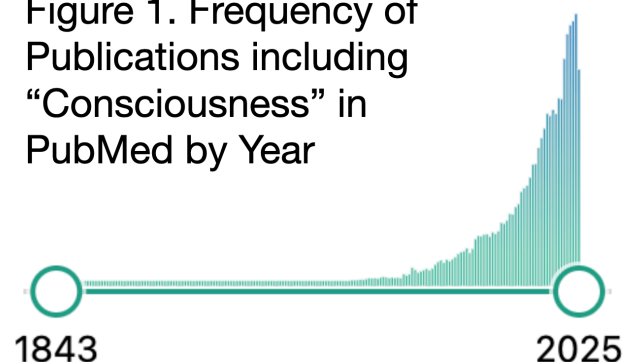 Figure 1. Frequency of
Publications including
“Consciousness” in
PubMed by Year
1843
2025